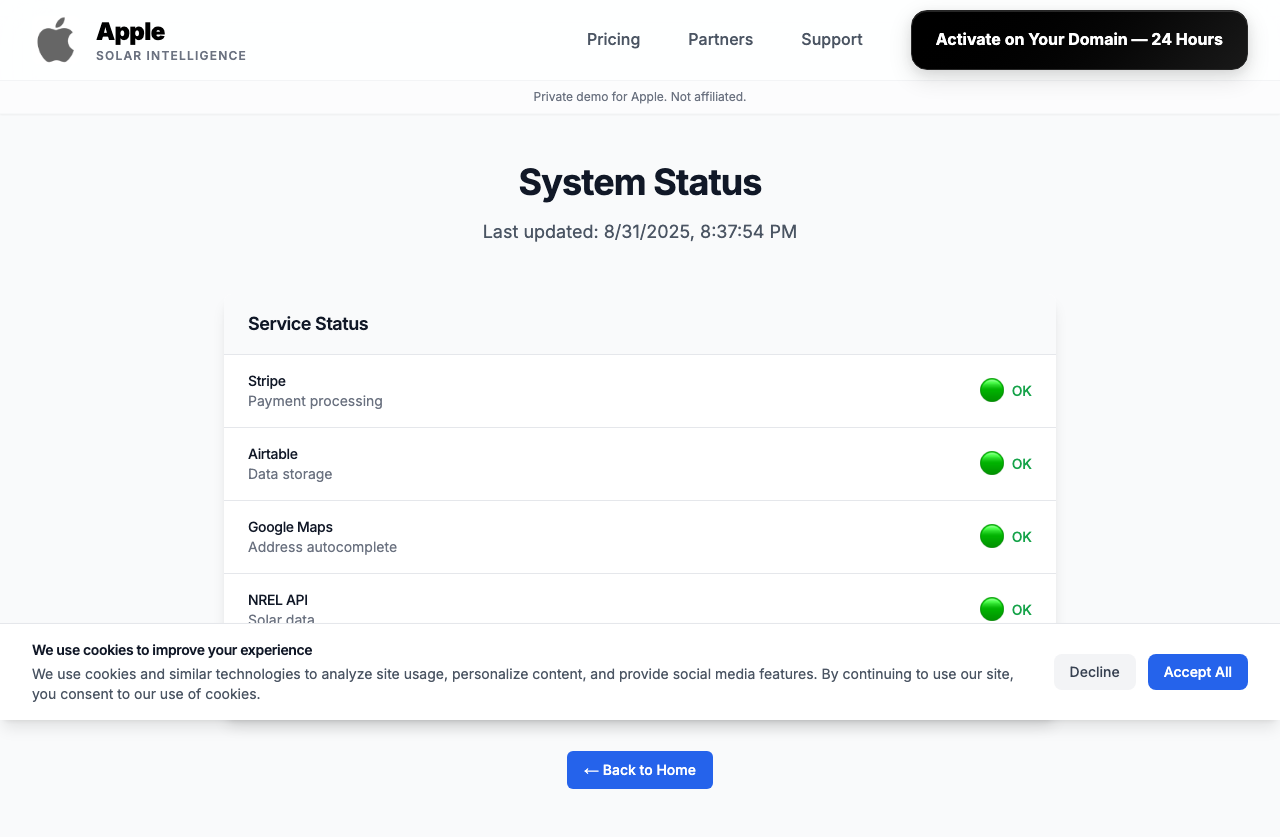 Apple
SOLAR INTELLIGENCE
Pricing
Partners
Support
Activate on Your Domain — 24 Hours
Private demo for Apple. Not affiliated.
System Status
Last updated: 8/31/2025, 8:37:54 PM
Service Status
Stripe
Payment processing
OK
Airtable
Data storage
OK
Google Maps
Address autocomplete
OK
NREL API
Solar data
OK
We use cookies to improve your experience
We use cookies and similar technologies to analyze site usage, personalize content, and provide social media features. By continuing to use our site,
you consent to our use of cookies.
Decline
Accept All
← Back to Home